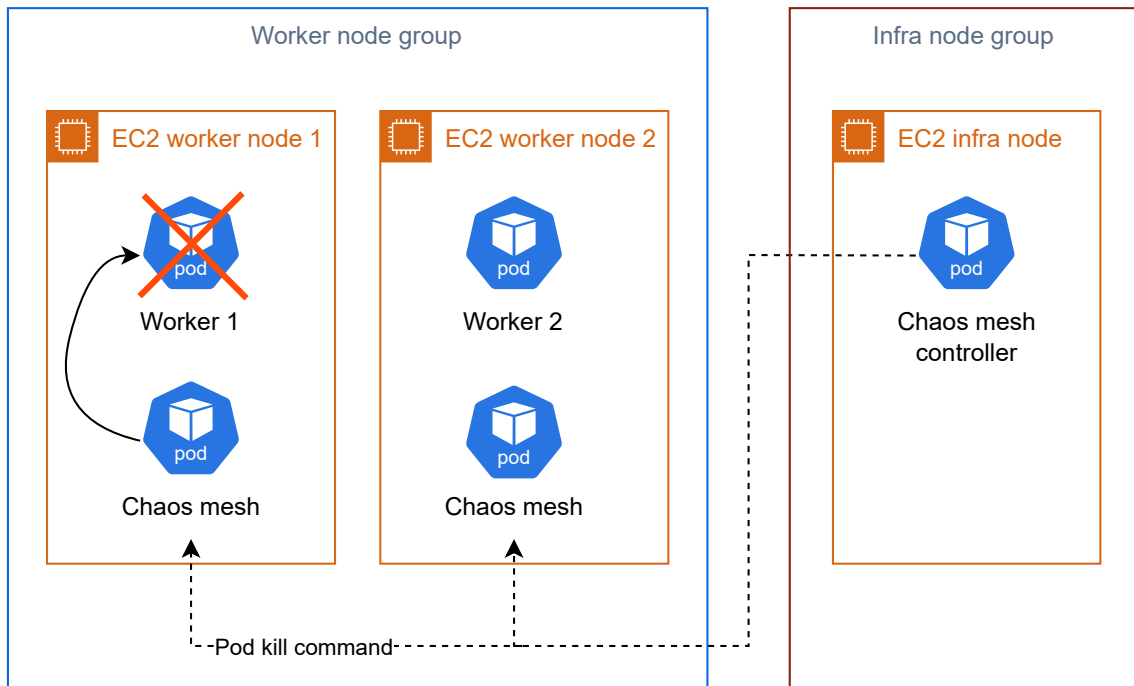 Worker node group
Infra node group
EC2 worker node 1
EC2 worker node 2
EC2 infra node
pod
pod
pod
Worker 1
Worker 2
Chaos mesh
controller
pod
pod
Chaos mesh
Chaos mesh
Pod kill command